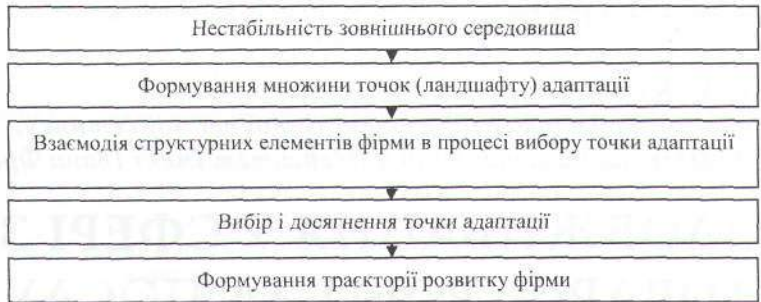 Нестабільність зовнішнього середовища
Формування множини точок (ландшафту) адаптації
Взаємодія структурних елементів фірми в процесі вибору точки адаптації
Вибір і досягнення точки адаптації
Формування траєкторії розвитку фірми